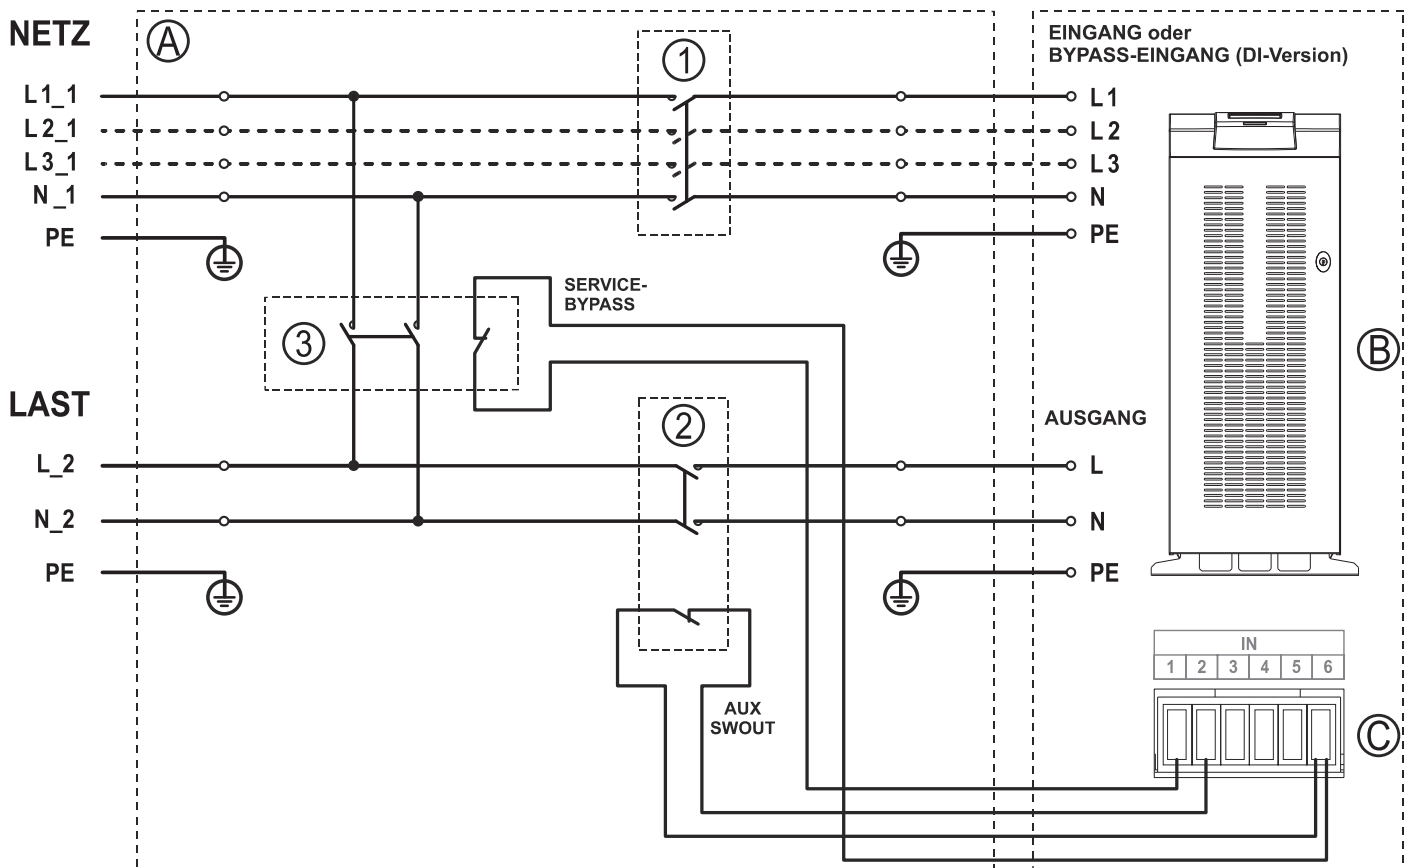 NETZ
A
1
EINGANG oder
BYPASS-EINGANG (DI-Version)
L1_1
L1
L2_1
L2
L3_1
L3
N_1
N
PE
PE
SERVICE-
BYPASS
3
B
LAST
2
AUSGANG
L_2
L
N_2
N
PE
PE
IN
1 2 3 4 5 6
AUX
SWOUT
C